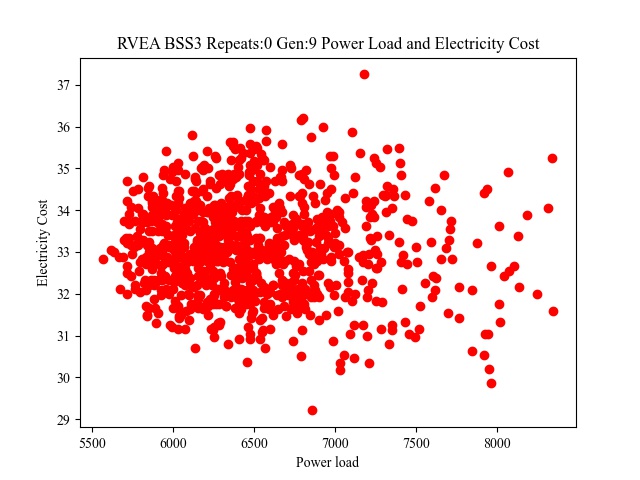 RVEA BSS3 Repeats:0 Gen:9 Power Load and Electricity Cost
37
36
35
34
33
32
31
30
29
Electricity Cost
5500 6000 6500 7000 7500 8000
Power load